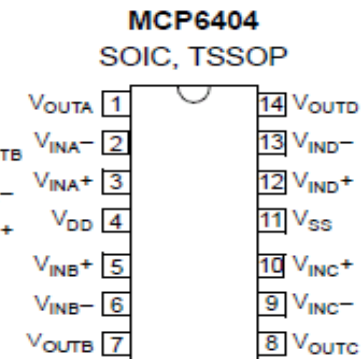 MCP6404
SOIC, TSSOP
VOUTA 1 14 VOUTD
TB VINA– 2 13 VIND–
– VINA+ 3 12 VIND+
+ VDD 4 11 VSS
VINB+ 5 10 VINC+
VINB– 6 9 VINC–
VOUTB 7 8 VOUTC